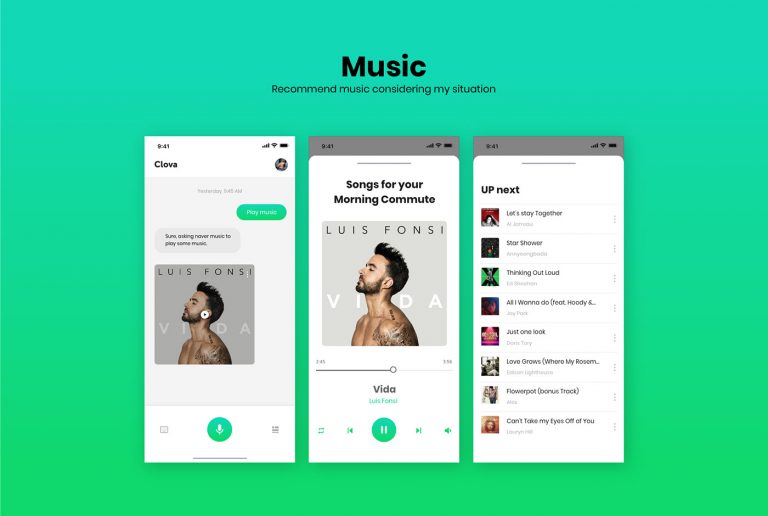 Music
Recommend music considering my situation
9:41
Clova
Yesterday 9:45 AM
Play music
Sure, asking naver music to
play some music.
LUIS FONSI
VIDA
9:41
Songs for your
Morning Commute
LUIS FONSI
VIDA
2:45
3:56
Vida
Luis Fonsi
9:41
UP next
Let's stay Together
Al Jarreau
Star Shower
Annyeongbada
Thinking Out Loud
Ed Sheehan
All I Wanna do (feat. Hoody &...
Jay Park
Just one look
Doris Tory
Love Grows (Where My Rosem...
Edison Lighthouse
Flowerpot (bonus Track)
Alex
Can't Take my Eyes Off of You
Lauryn Hill